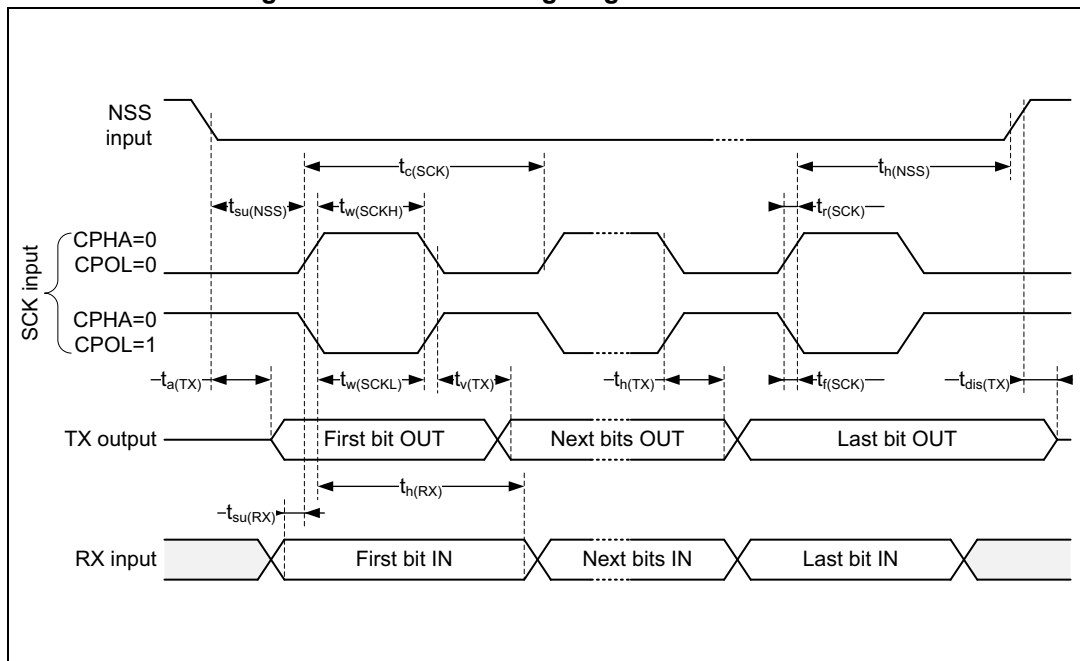 NSS
input
tc(SCK)
th(NSS)
tsu(NSS)
tw(SCKH)
tr(SCK)
SCK input
CPHA=0
CPOL=0
CPHA=0
CPOL=1
ta(TX)
tw(SCKL)
tv(TX)
th(TX)
tf(SCK)
tdis(TX)
TX output
First bit OUT
Next bits OUT
Last bit OUT
th(RX)
tsu(RX)
RX input
First bit IN
Next bits IN
Last bit IN